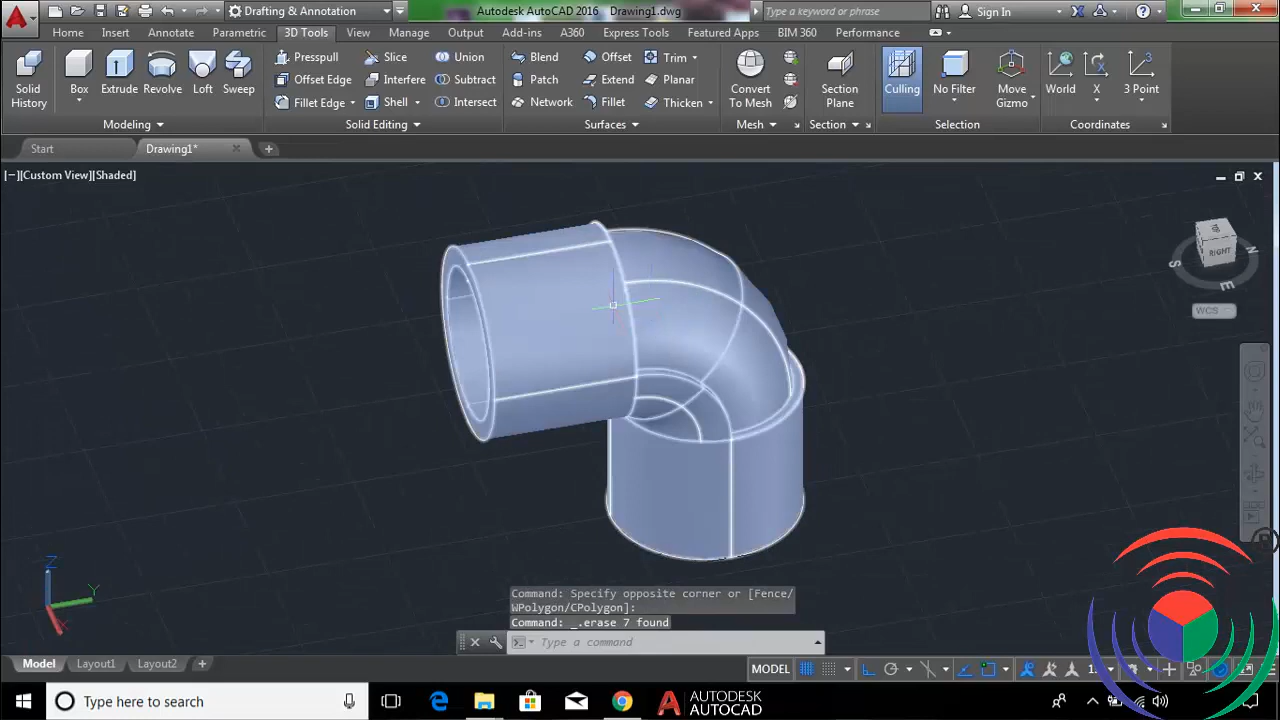 Drafting & Annotation
Autodesk AutoCAD 2016 Drawing1.dwg
Type a keyword or phrase
Sign In
Home Insert Annotate Parametric 3D Tools View Manage Output Add-ins A360 Express Tools Featured Apps BIM 360 Performance
Solid History
Box
Extrude
Revolve
Loft
Sweep
Presspull
Offset Edge
Fillet Edge
Slice
Interfere
Shell
Union
Subtract
Intersect
Blend
Patch
Network
Offset
Extend
Fillet
Trim
Planar
Thicken
Convert To Mesh
Section Plane
Culling
No Filter
Move Gizmo
World
X
3 Point
Modeling
Solid Editing
Surfaces
Mesh
Section
Selection
Coordinates
Start
Drawing1*
[−][Custom View][Shaded]
RIGHT
S
N
E
WCS
Z
Y
X
Command: Specify opposite corner or [Fence/
WPolygon/CPolygon]:
Command: _.erase 7 found
Type a command
Model Layout1 Layout2
MODEL
Type here to search
AUTODESK
AUTOCAD
R